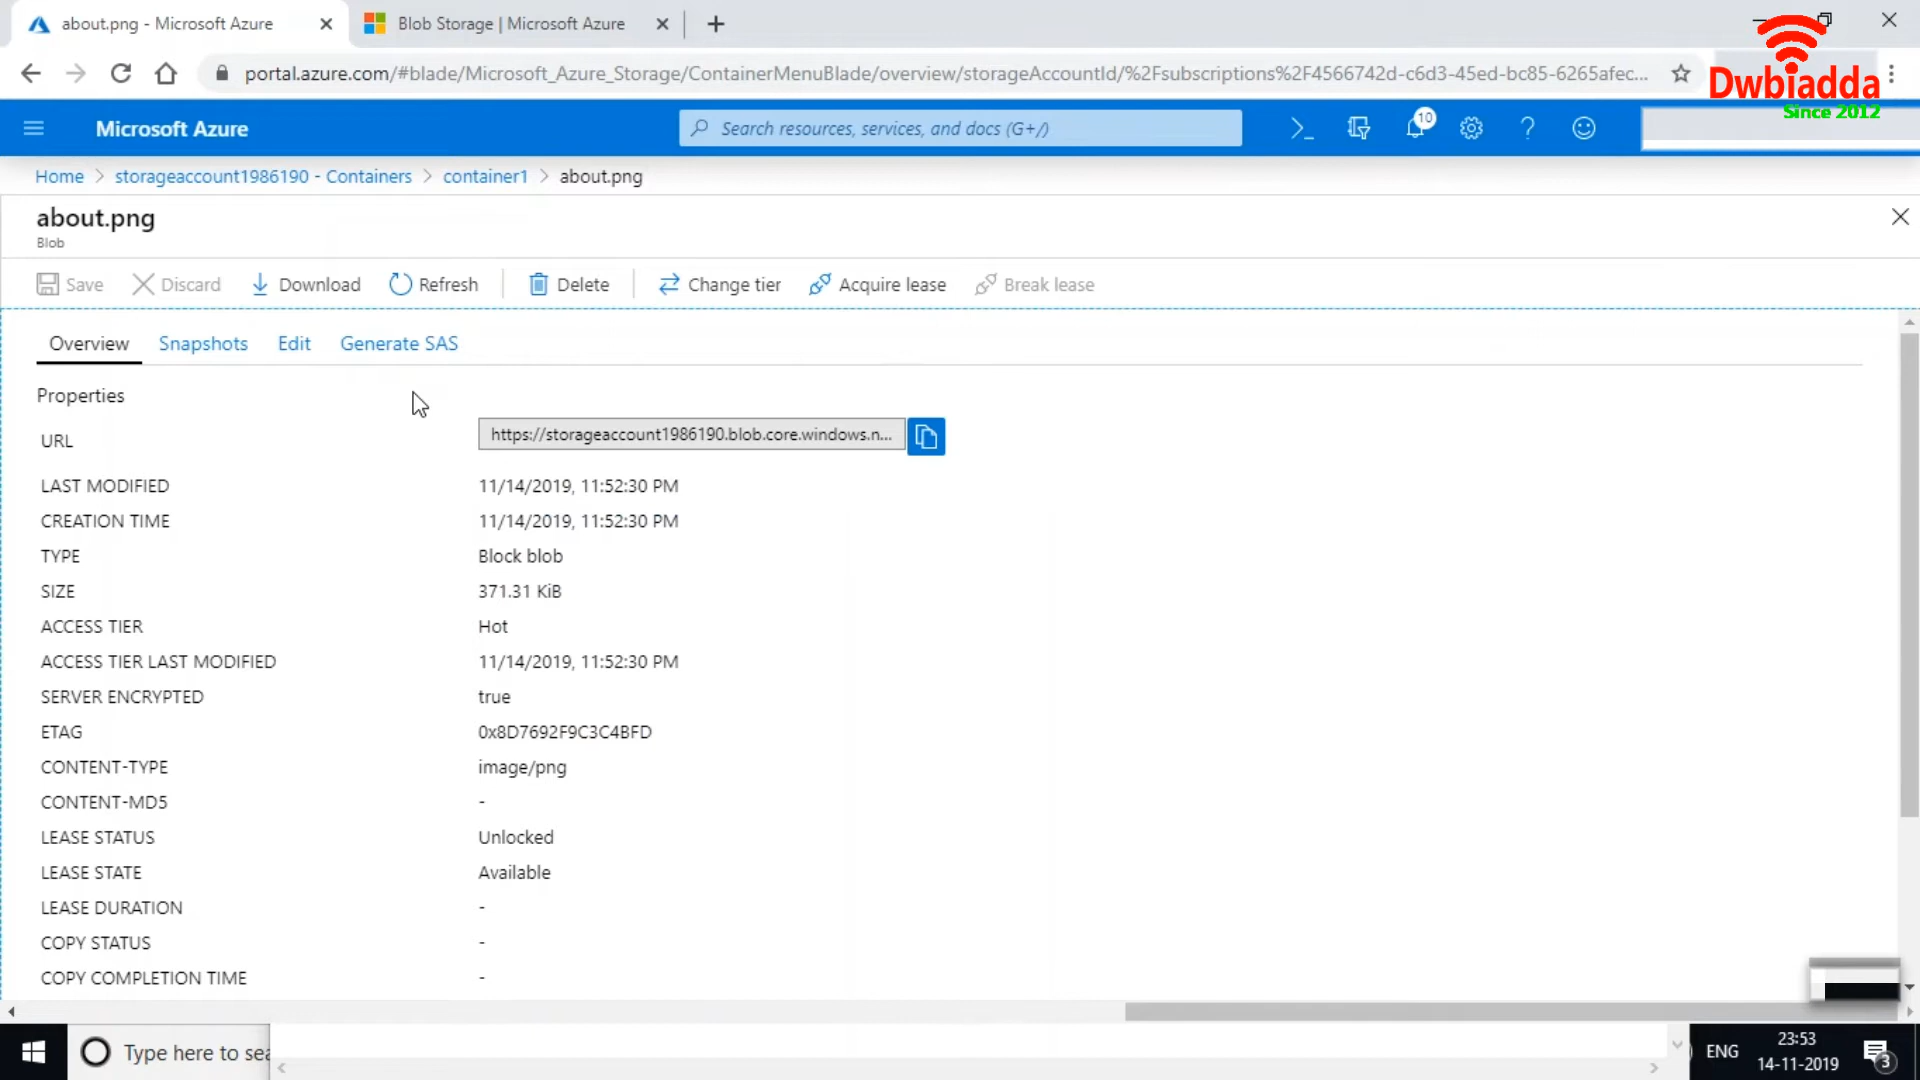 about.png - Microsoft Azure
Blob Storage | Microsoft Azure
portal.azure.com/#blade/Microsoft_Azure_Storage/ContainerMenuBlade/overview/storageAccountId/%2Fsubscriptions%2F4566742d-c6d3-45ed-bc85-6265afec...
Dwbiadda
Since 2012
Microsoft Azure
Search resources, services, and docs (G+/)
10
Home > storageaccount1986190 - Containers > container1 > about.png
about.png
Blob
Save Discard Download Refresh Delete Change tier Acquire lease Break lease
Overview Snapshots Edit Generate SAS
Properties
URL https://storageaccount1986190.blob.core.windows.n...
LAST MODIFIED 11/14/2019, 11:52:30 PM
CREATION TIME 11/14/2019, 11:52:30 PM
TYPE Block blob
SIZE 371.31 KiB
ACCESS TIER Hot
ACCESS TIER LAST MODIFIED 11/14/2019, 11:52:30 PM
SERVER ENCRYPTED true
ETAG 0x8D7692F9C3C4BFD
CONTENT-TYPE image/png
CONTENT-MD5 -
LEASE STATUS Unlocked
LEASE STATE Available
LEASE DURATION -
COPY STATUS -
COPY COMPLETION TIME -
Type here to sea
ENG
23:53
14-11-2019
3